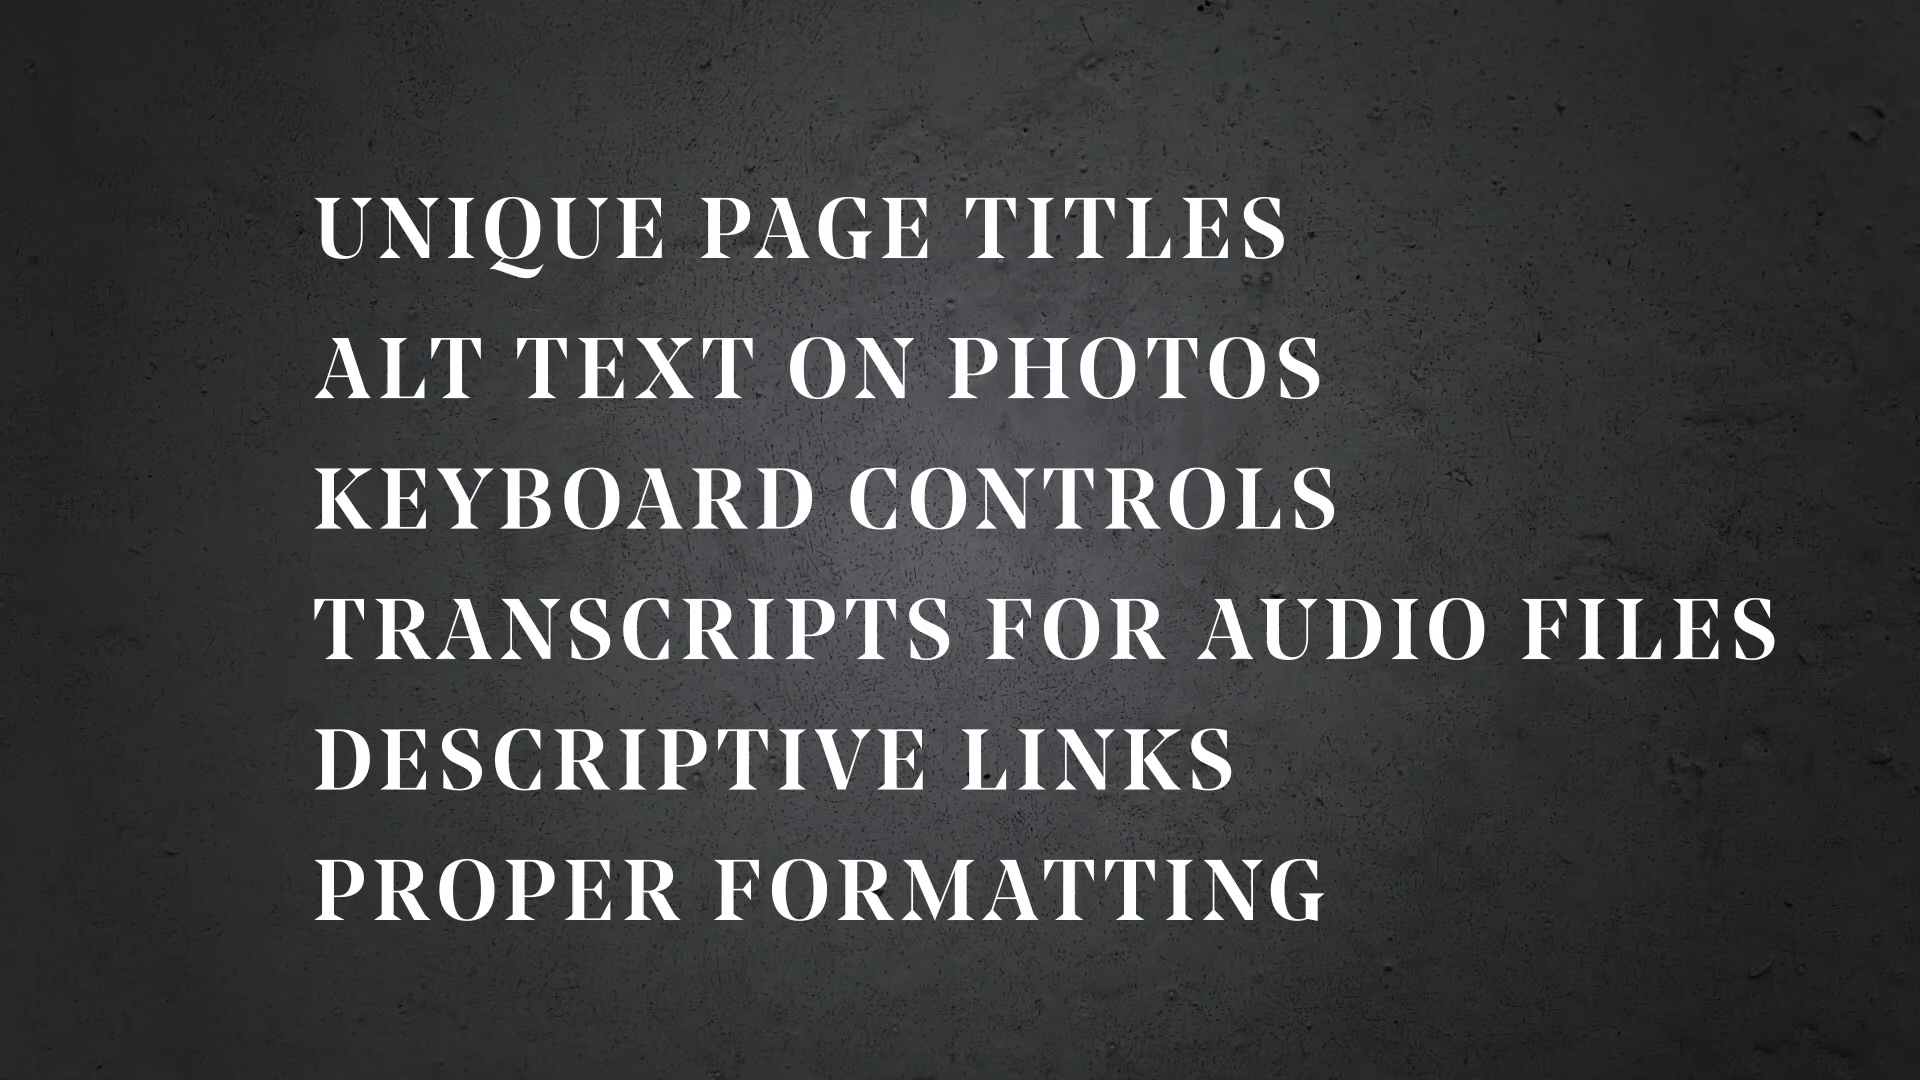 UNIQUE PAGE TITLES
ALT TEXT ON PHOTOS
KEYBOARD CONTROLS
TRANSCRIPTS FOR AUDIO FILES
DESCRIPTIVE LINKS
PROPER FORMATTING